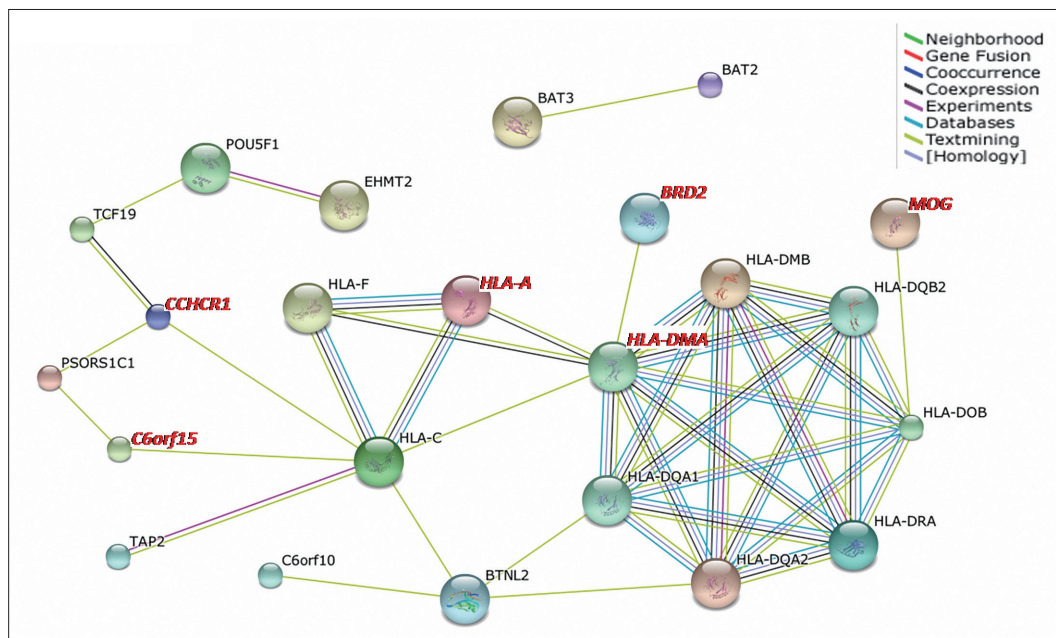 Neighborhood
Gene Fusion
Cooccurrence
Coexpression
Experiments
Databases
Textmining
[Homology]
BAT2
BAT3
POU5F1
EHMT2
BRD2
MOG
TCF19
HLA-DMB
HLA-F
HLA-A
HLA-DQB2
CCHCR1
HLA-DMA
PSORS1C1
HLA-DOB
C6orf15
HLA-C
HLA-DQA1
HLA-DRA
TAP2
C6orf10
BTNL2
HLA-DQA2